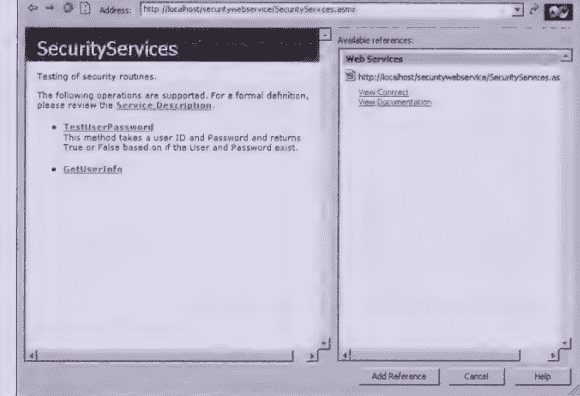 Address: http://localhost/securitywebservice/SecurityServices.asmx
SecurityServices
Testing of security routines.
The following operations are supported. For a formal definition,
please review the Service Description.
• TestUserPassword
This method takes a user ID and Password and returns
True or False based on if the User and Password exist.
• GetUserInfo
Available references:
Web Services
http://localhost/securitywebservice/SecurityServices.as
View Contract
View Documentation
Add Reference
Cancel
Help